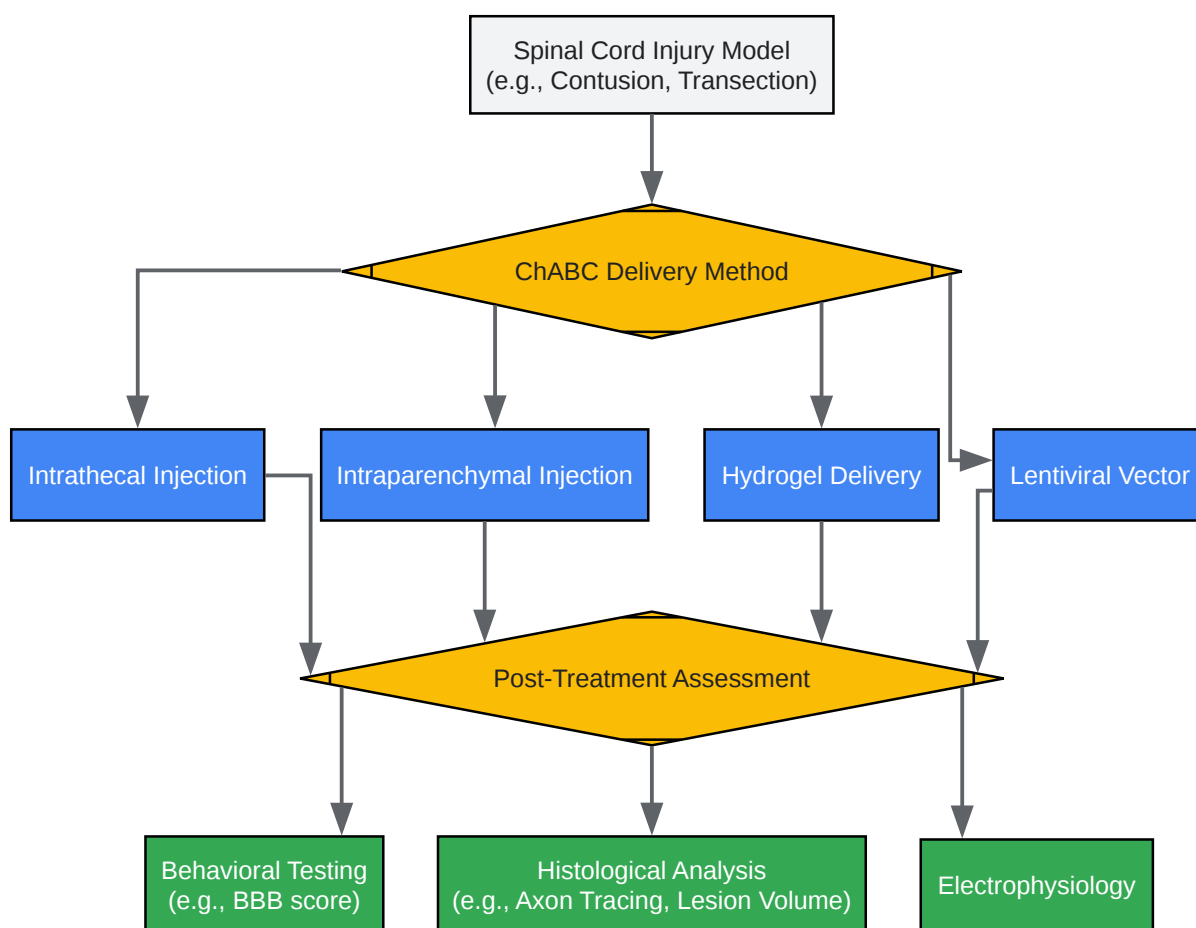 Spinal Cord Injury Model
(e.g., Contusion, Transection)
ChABC Delivery Method
Intrathecal Injection
Intraparenchymal Injection
Hydrogel Delivery
Lentiviral Vector
Post-Treatment Assessment
Behavioral Testing
(e.g., BBB score)
Histological Analysis
(e.g., Axon Tracing, Lesion Volume)
Electrophysiology